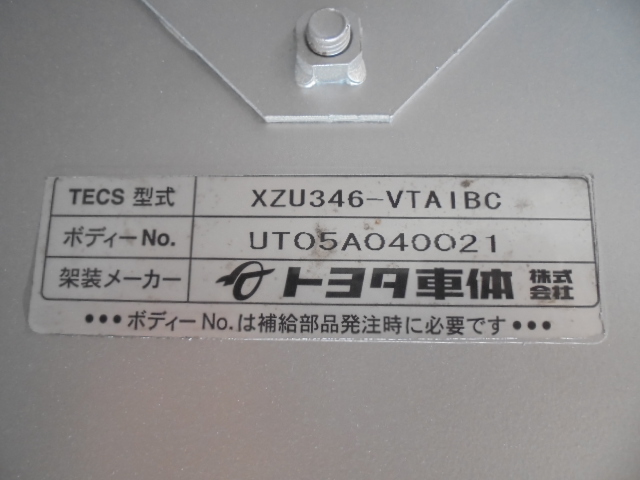 TECS 型式 XZU346-VTAIBC
ボディーNo. UT05A040021
架装メーカー トヨタ車体 株式会社
•••ボディーNo.は補給部品発注時に必要です•••